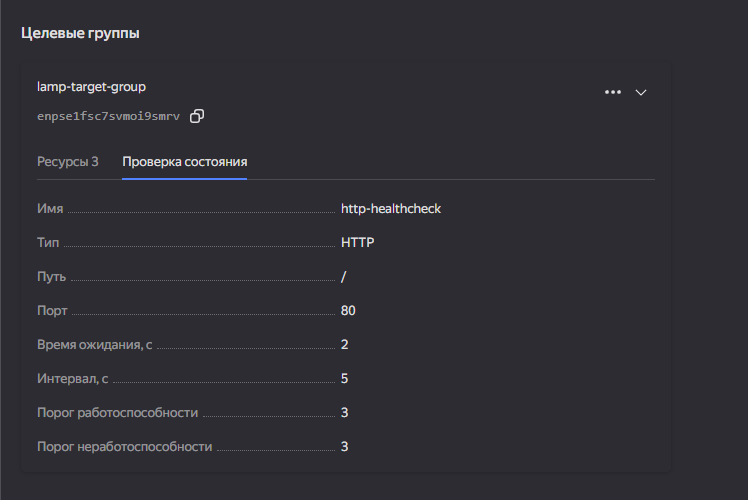 Целевые группы
lamp-target-group
enpse1fsc7svmoi9smrv
Ресурсы 3 Проверка состояния
Имя http-healthcheck
Тип HTTP
Путь /
Порт 80
Время ожидания, с 2
Интервал, с 5
Порог работоспособности 3
Порог неработоспособности 3